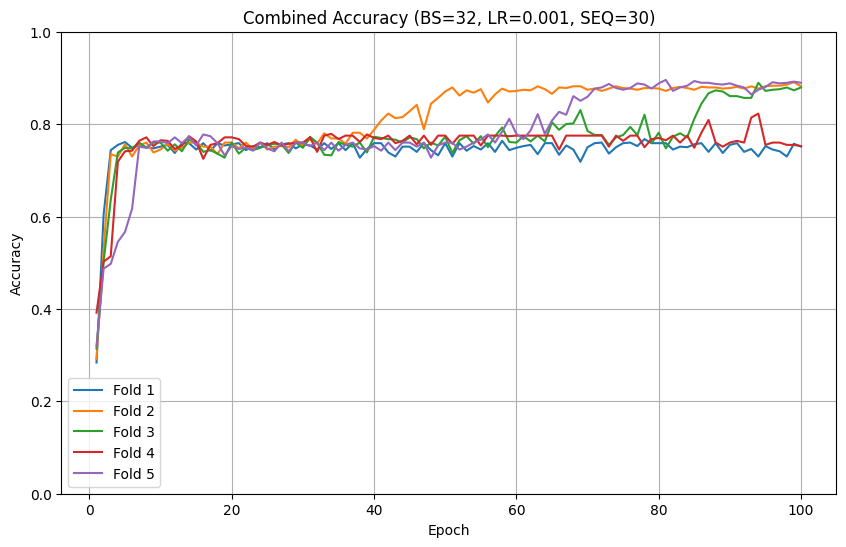 Combined Accuracy (BS=32, LR=0.001, SEQ=30)
1.0
0.8
0.6
0.4
0.2
0.0
Accuracy
Fold 1
Fold 2
Fold 3
Fold 4
Fold 5
0 20 40 60 80 100
Epoch